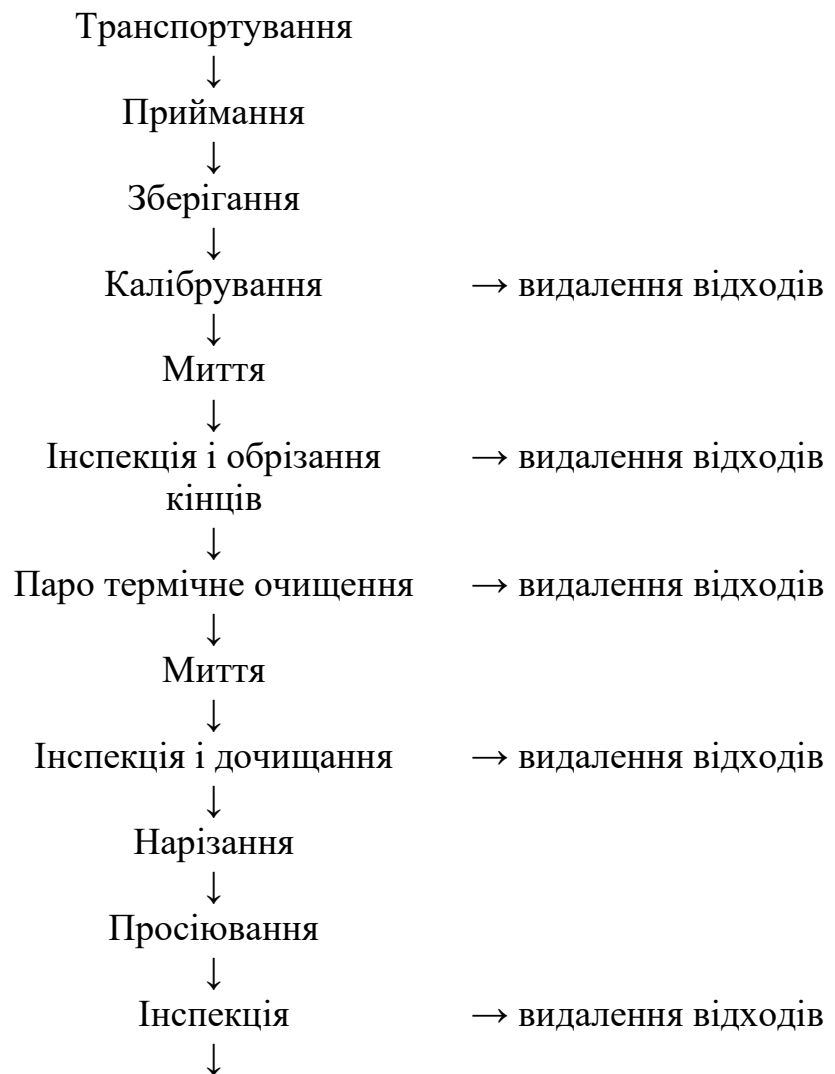 Транспортування
↓
Приймання
↓
Зберігання
↓
Калібрування → видалення відходів
↓
Миття
↓
Інспекція і обрізання → видалення відходів
кінців
↓
Паро термічне очищення → видалення відходів
↓
Миття
↓
Інспекція і дочищання → видалення відходів
↓
Нарізання
↓
Просіювання
↓
Інспекція → видалення відходів
↓